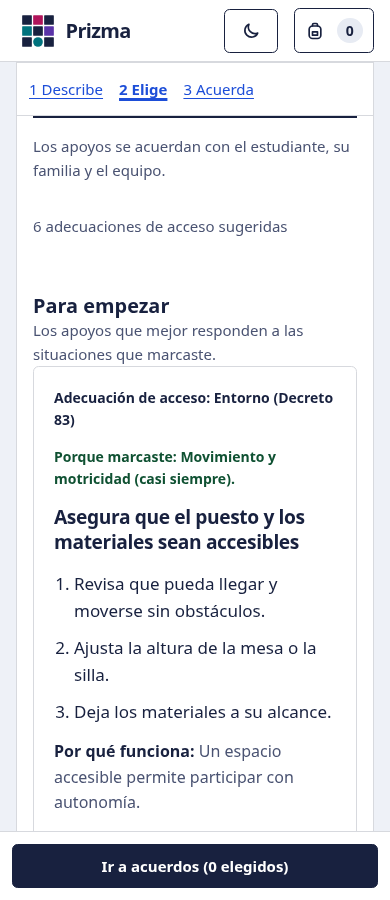 Prizma
0
1 Describe 2 Elige 3 Acuerda
Los apoyos se acuerdan con el estudiante, su
familia y el equipo.
6 adecuaciones de acceso sugeridas
Para empezar
Los apoyos que mejor responden a las
situaciones que marcaste.
Adecuación de acceso: Entorno (Decreto
83)
Porque marcaste: Movimiento y
motricidad (casi siempre).
Asegura que el puesto y los
materiales sean accesibles
1. Revisa que pueda llegar y
moverse sin obstáculos.
2. Ajusta la altura de la mesa o la
silla.
3. Deja los materiales a su alcance.
Por qué funciona: Un espacio
accesible permite participar con
autonomía.
Ir a acuerdos (0 elegidos)